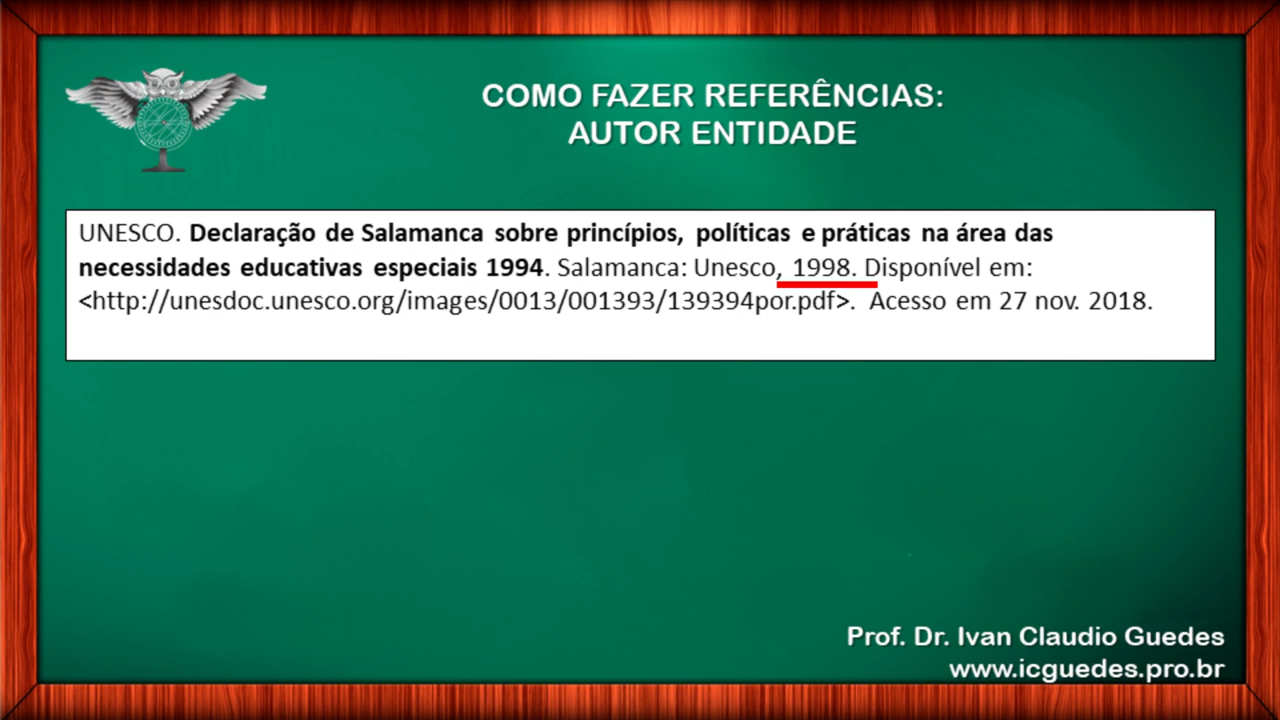 COMO FAZER REFERÊNCIAS:
AUTOR ENTIDADE
UNESCO. Declaração de Salamanca sobre princípios, políticas e práticas na área das
necessidades educativas especiais 1994. Salamanca: Unesco, 1998. Disponível em:
<http://unesdoc.unesco.org/images/0013/001393/139394por.pdf>. Acesso em 27 nov. 2018.
Prof. Dr. Ivan Claudio Guedes
www.icguedes.pro.br